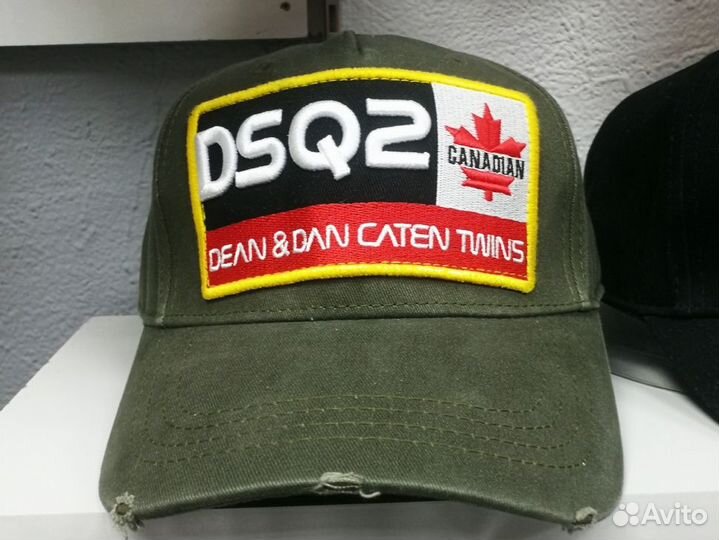 DSQ2
CANADIAN
DEAN & DAN CATEN TWINS
Avito